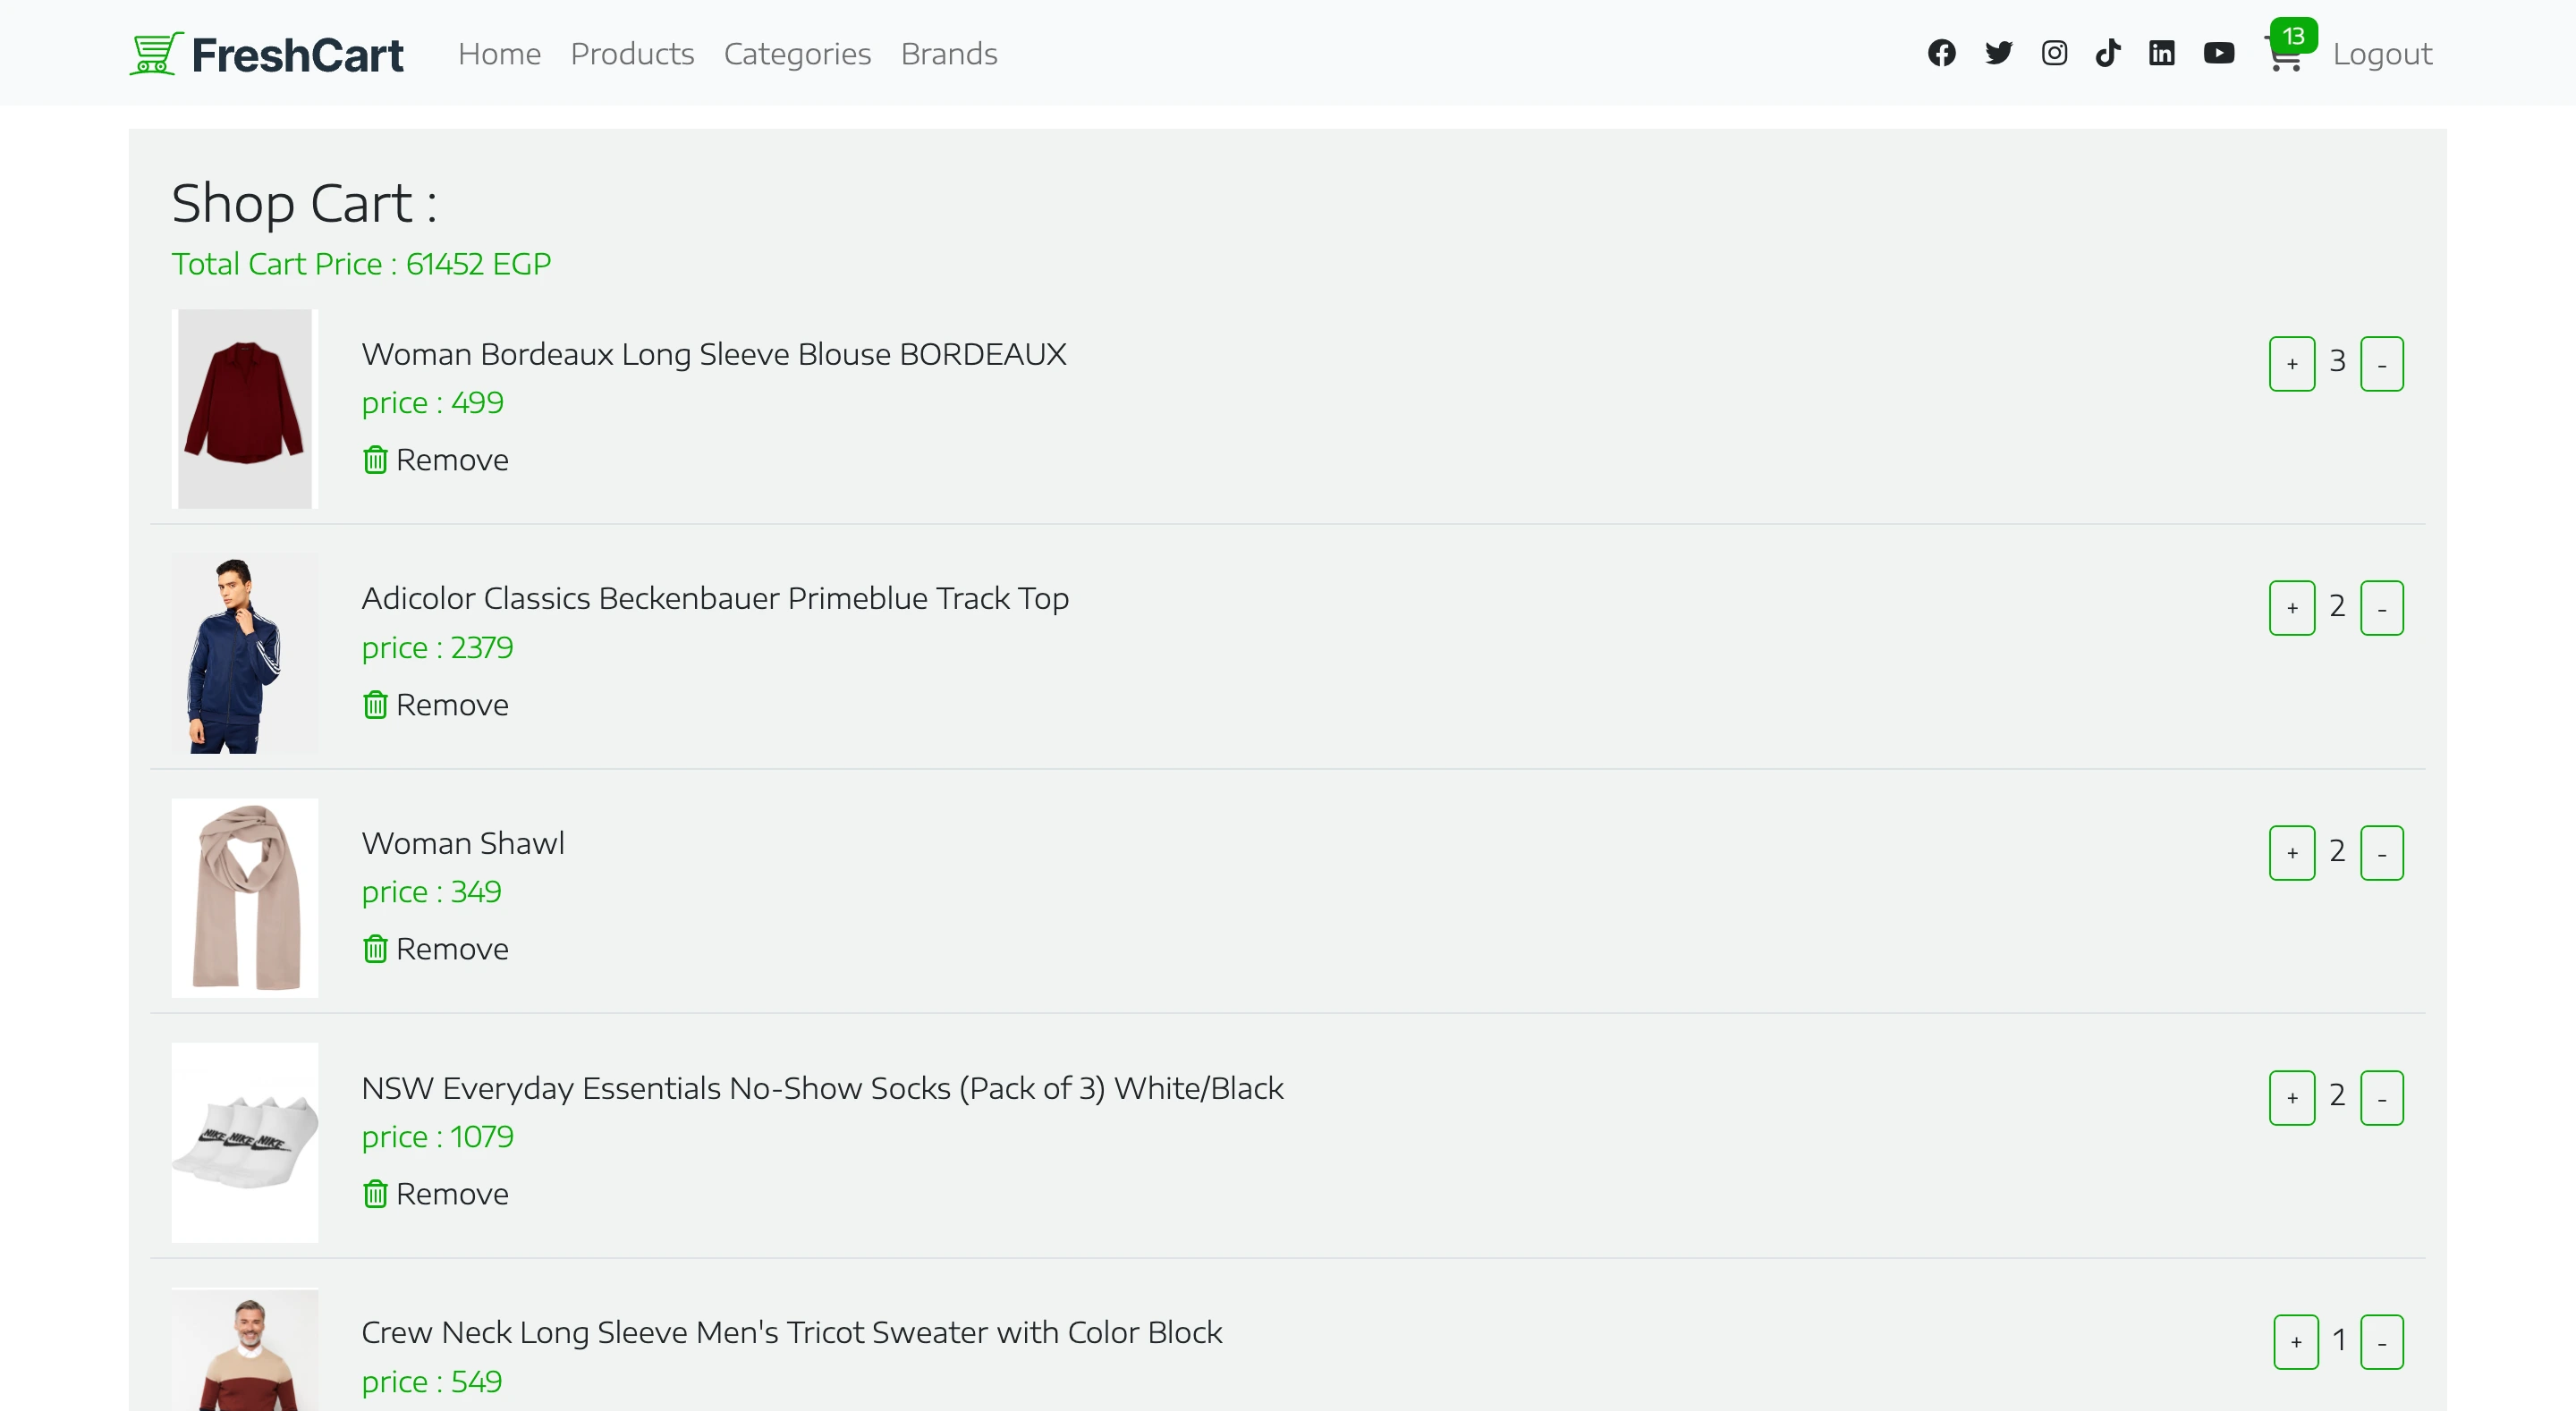 FreshCart Home Products Categories Brands 13 Logout
Shop Cart :
Total Cart Price : 61452 EGP
Woman Bordeaux Long Sleeve Blouse BORDEAUX
price : 499
Remove
+ 3 -
Adicolor Classics Beckenbauer Primeblue Track Top
price : 2379
Remove
+ 2 -
Woman Shawl
price : 349
Remove
+ 2 -
NIKE NIKE NIKE
NSW Everyday Essentials No-Show Socks (Pack of 3) White/Black
price : 1079
Remove
+ 2 -
Crew Neck Long Sleeve Men's Tricot Sweater with Color Block
price : 549
+ 1 -